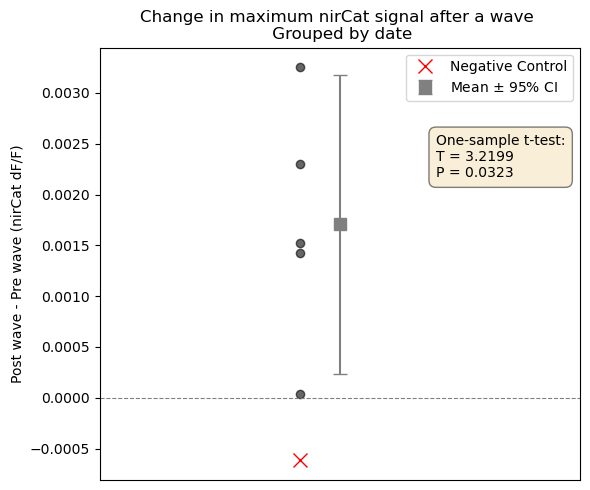 Change in maximum nirCat signal after a wave
Grouped by date
Post wave - Pre wave (nirCat dF/F)
0.0030
0.0025
0.0020
0.0015
0.0010
0.0005
0.0000
−0.0005
Negative Control
Mean ± 95% CI
One-sample t-test:
T = 3.2199
P = 0.0323